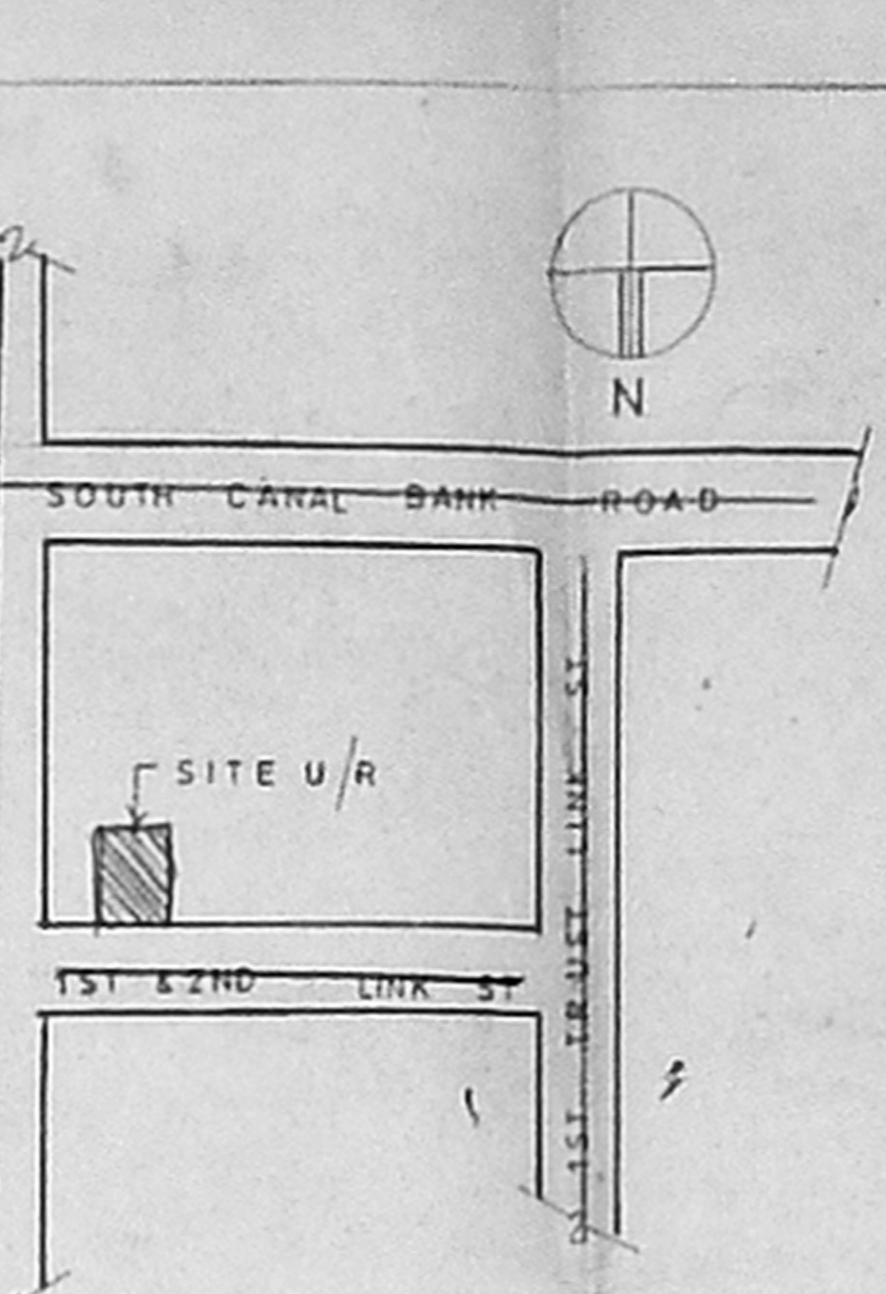 N
SOUTH CANAL BANK ROAD
SITE U/R
1ST & 2ND LINK ST
1ST TRUST LINK ST